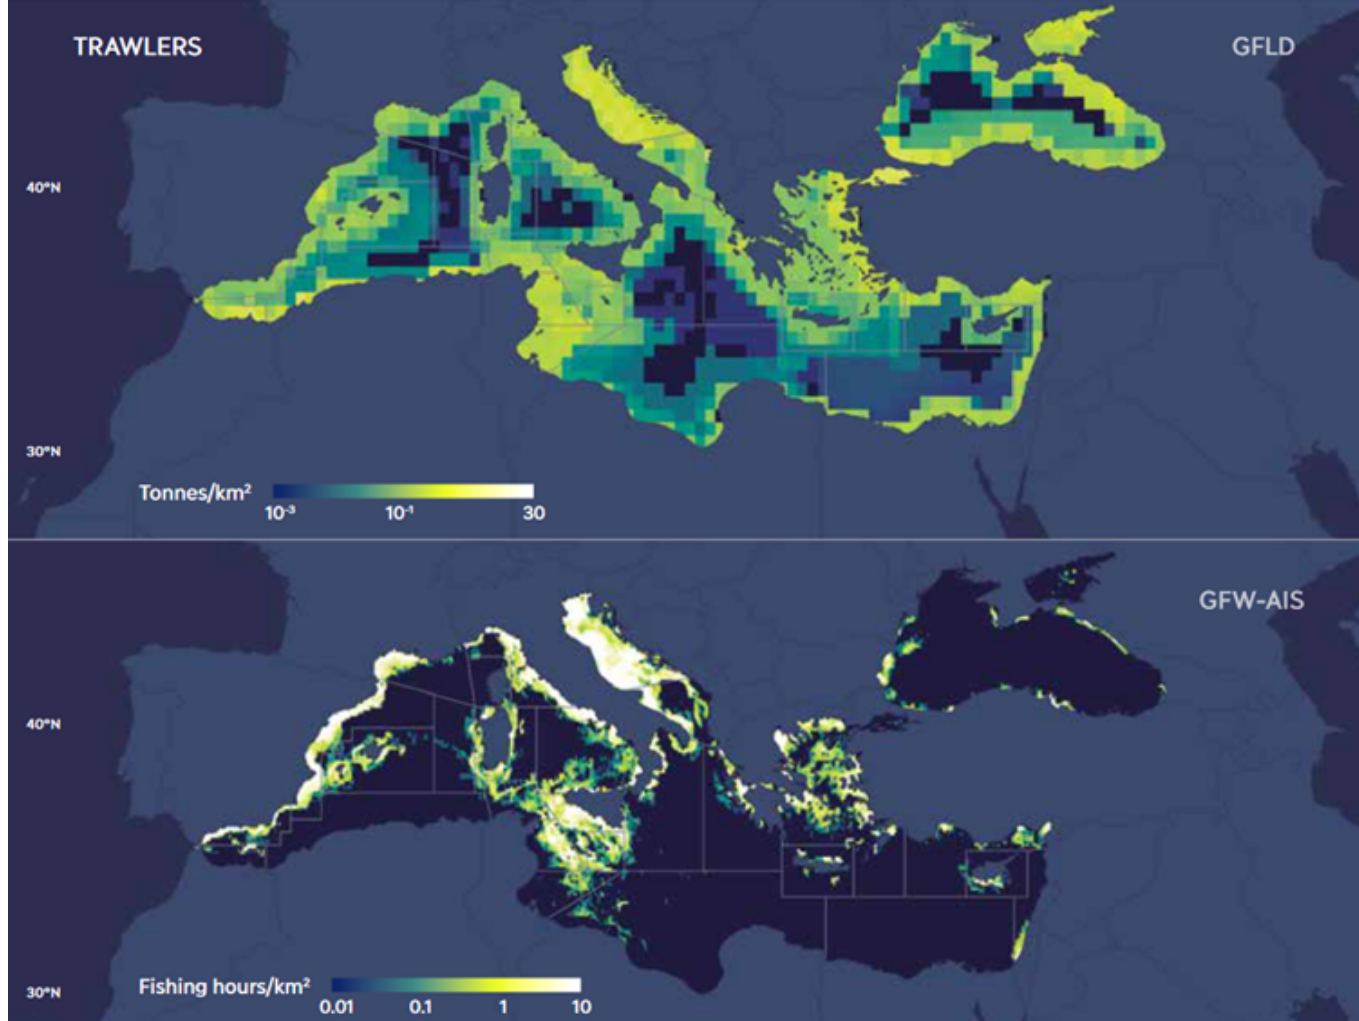 TRAWLERS
GFLD
40°N
30°N
Tonnes/km²
10⁻³ 10⁻¹ 30
GFW-AIS
40°N
Fishing hours/km²
0.01 0.1 1 10
30°N